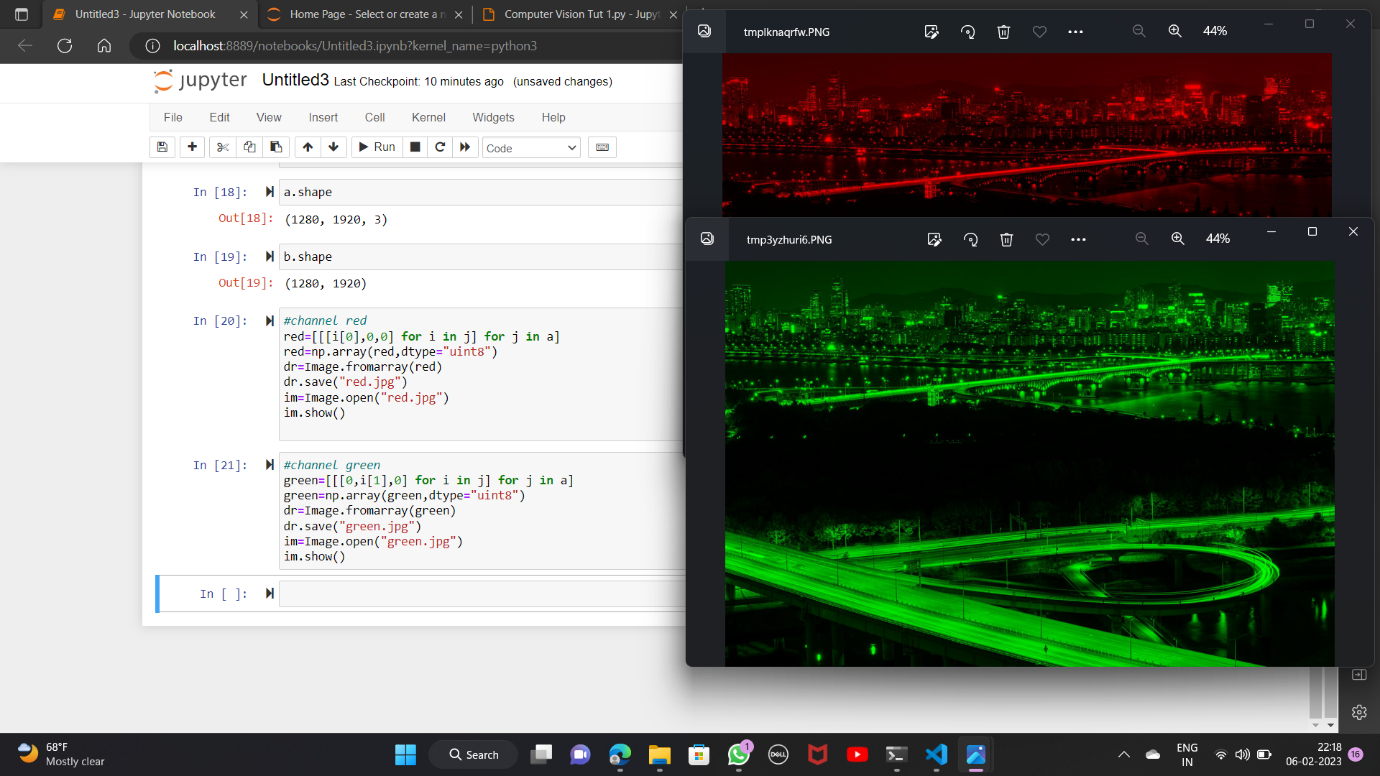 Untitled3 - Jupyter Notebook
Home Page - Select or create a n
Computer Vision Tut 1.py - Jupyt
localhost:8889/notebooks/Untitled3.ipynb?kernel_name=python3
jupyter Untitled3 Last Checkpoint: 10 minutes ago (unsaved changes)
File Edit View Insert Cell Kernel Widgets Help
Run Code
In [18]: a.shape
Out[18]: (1280, 1920, 3)
In [19]: b.shape
Out[19]: (1280, 1920)
In [20]: #channel red
red=[[[i[0],0,0] for i in j] for j in a]
red=np.array(red,dtype="uint8")
dr=Image.fromarray(red)
dr.save("red.jpg")
im=Image.open("red.jpg")
im.show()
In [21]: #channel green
green=[[[0,i[1],0] for i in j] for j in a]
green=np.array(green,dtype="uint8")
dr=Image.fromarray(green)
dr.save("green.jpg")
im=Image.open("green.jpg")
im.show()
In [ ]:
tmplknaqrfw.PNG
44%
tmp3yzhuri6.PNG
44%
68°F
Mostly clear
Search
1
DELL
ENG
IN
22:18
06-02-2023
16